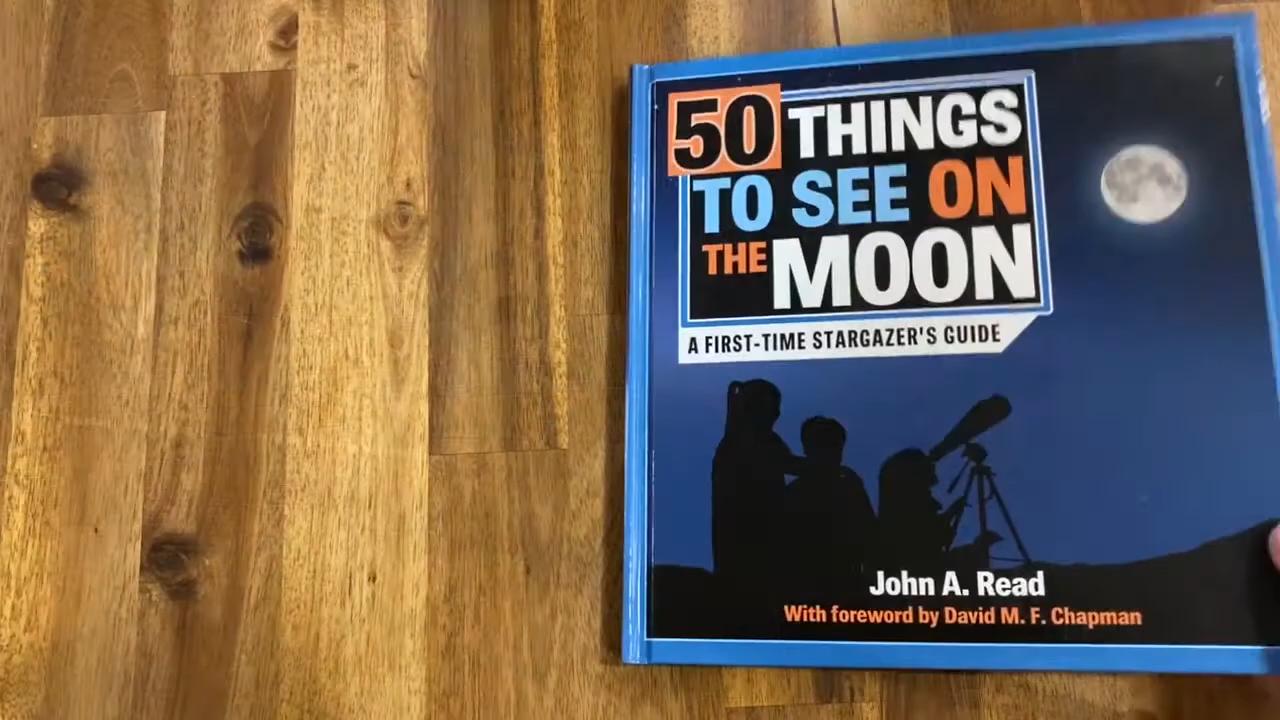 50 THINGS
TO SEE ON
THE MOON
A FIRST-TIME STARGAZER'S GUIDE
John A. Read
With foreword by David M. F. Chapman